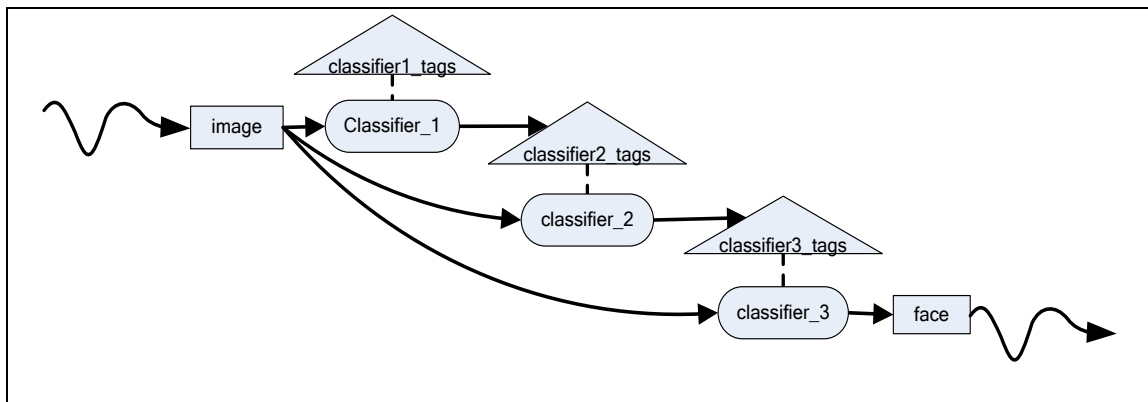 classifier1_tags
image
Classifier_1
classifier2_tags
classifier_2
classifier3_tags
classifier_3
face